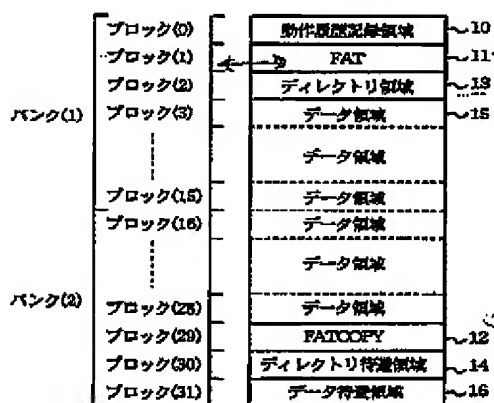 ブロック(0) 動作履歴記録領域 10
ブロック(1) FAT 11
ブロック(2) ディレクトリ領域 13
バンク(1) ブロック(3) データ領域 15
データ領域
ブロック(15) データ領域
ブロック(16) データ領域
データ領域
バンク(2)
ブロック(28) データ領域
ブロック(29) FATCOPY 12
ブロック(30) ディレクトリ待避領域 14
ブロック(31) データ待避領域 16